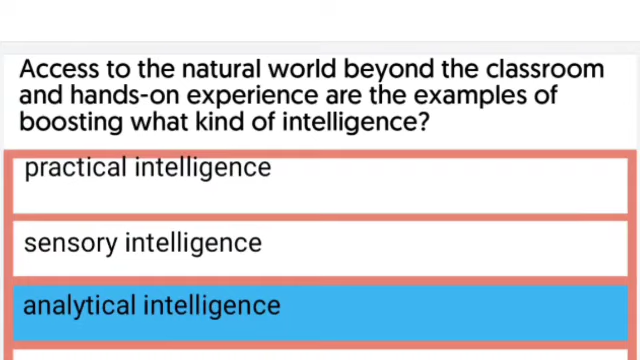 Access to the natural world beyond the classroom
and hands-on experience are the examples of
boosting what kind of intelligence?
practical intelligence
sensory intelligence
analytical intelligence